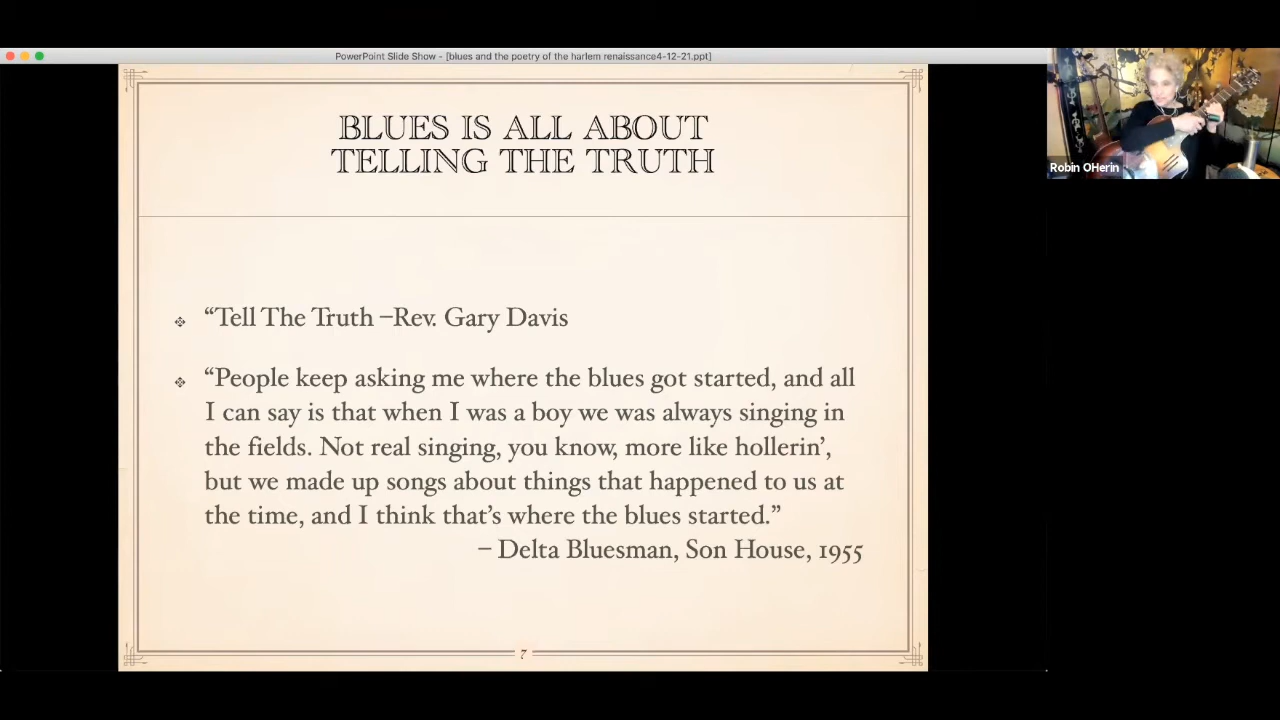 PowerPoint Slide Show - [blues and the poetry of the harlem renaissance4-12-21.ppt]
BLUES IS ALL ABOUT
TELLING THE TRUTH
“Tell The Truth –Rev. Gary Davis
“People keep asking me where the blues got started, and all
I can say is that when I was a boy we was always singing in
the fields. Not real singing, you know, more like hollerin’,
but we made up songs about things that happened to us at
the time, and I think that’s where the blues started.”
– Delta Bluesman, Son House, 1955
7
Robin OHerin